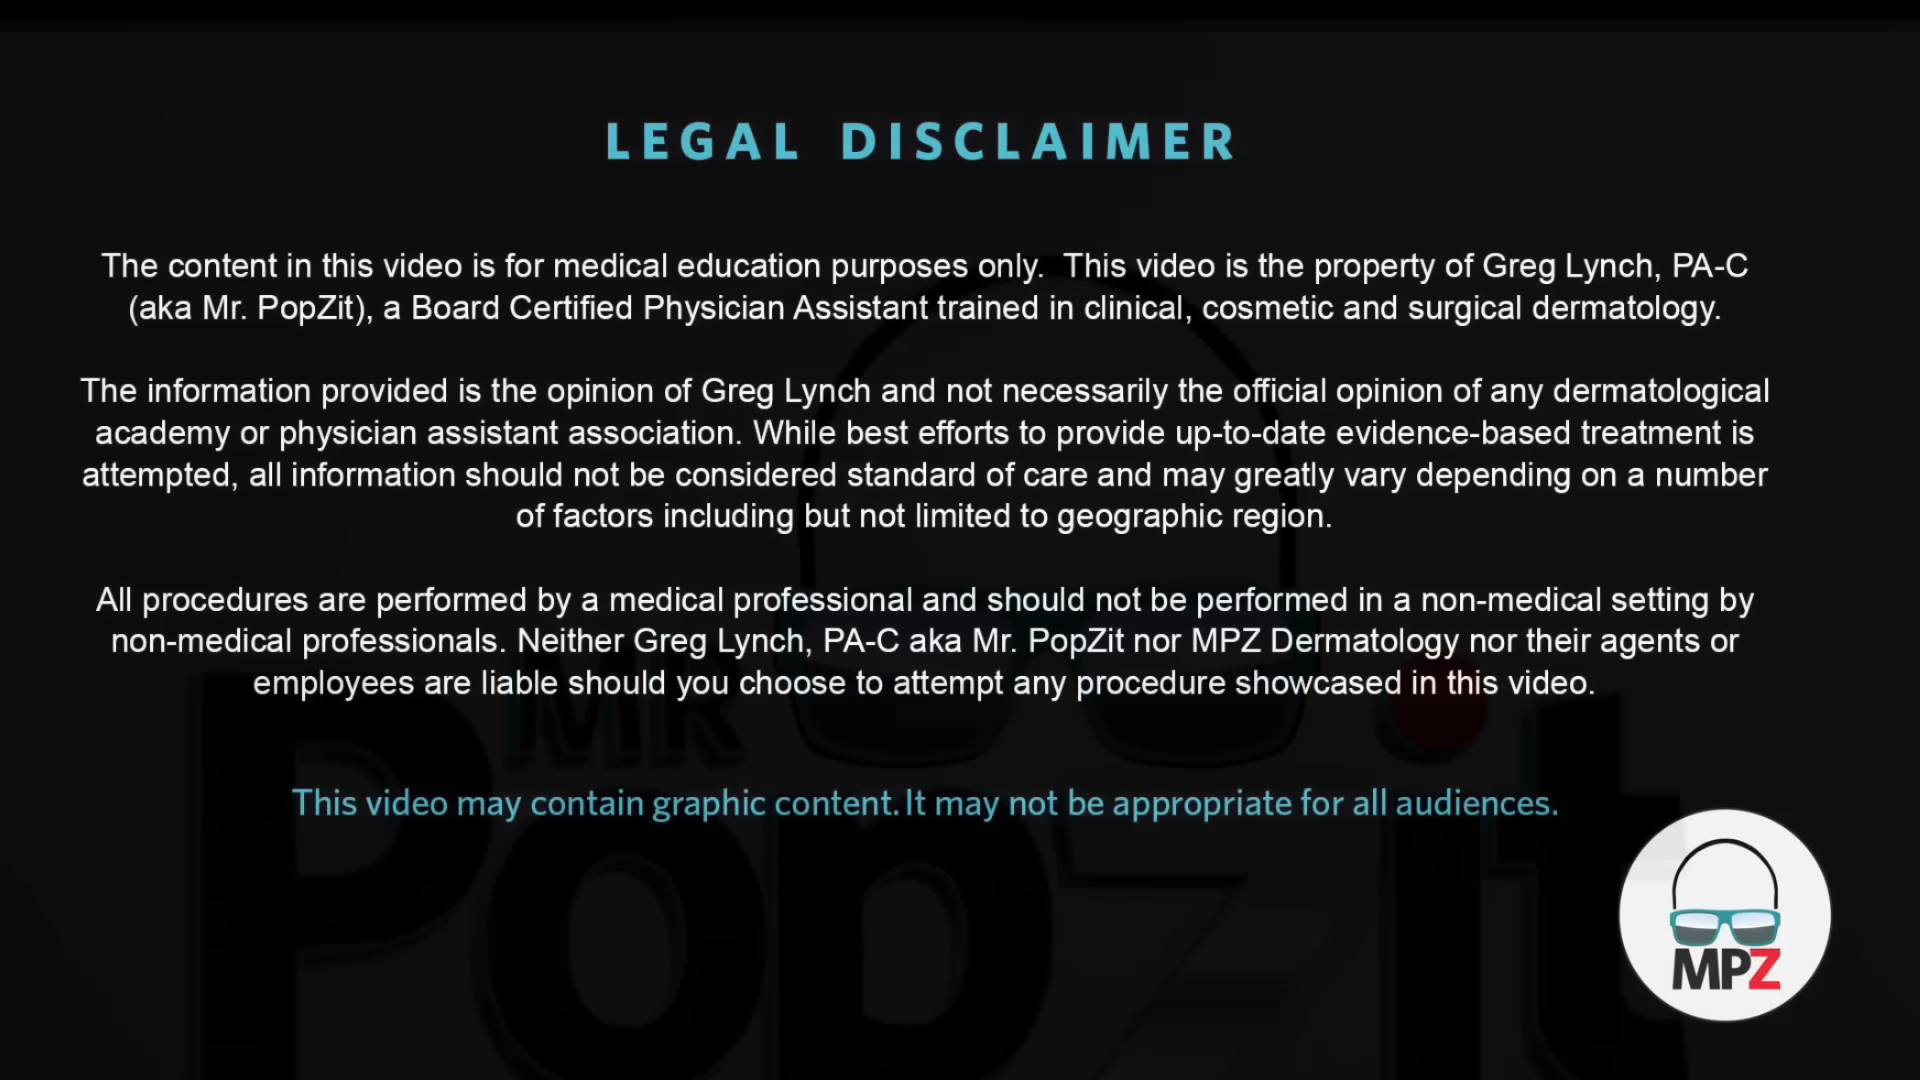 LEGAL DISCLAIMER
The content in this video is for medical education purposes only.  This video is the property of Greg Lynch, PA-C
(aka Mr. PopZit), a Board Certified Physician Assistant trained in clinical, cosmetic and surgical dermatology.
The information provided is the opinion of Greg Lynch and not necessarily the official opinion of any dermatological
academy or physician assistant association. While best efforts to provide up-to-date evidence-based treatment is
attempted, all information should not be considered standard of care and may greatly vary depending on a number
of factors including but not limited to geographic region.
All procedures are performed by a medical professional and should not be performed in a non-medical setting by
non-medical professionals. Neither Greg Lynch, PA-C aka Mr. PopZit nor MPZ Dermatology nor their agents or
employees are liable should you choose to attempt any procedure showcased in this video.
MR
PopZit
This video may contain graphic content. It may not be appropriate for all audiences.
MPZ